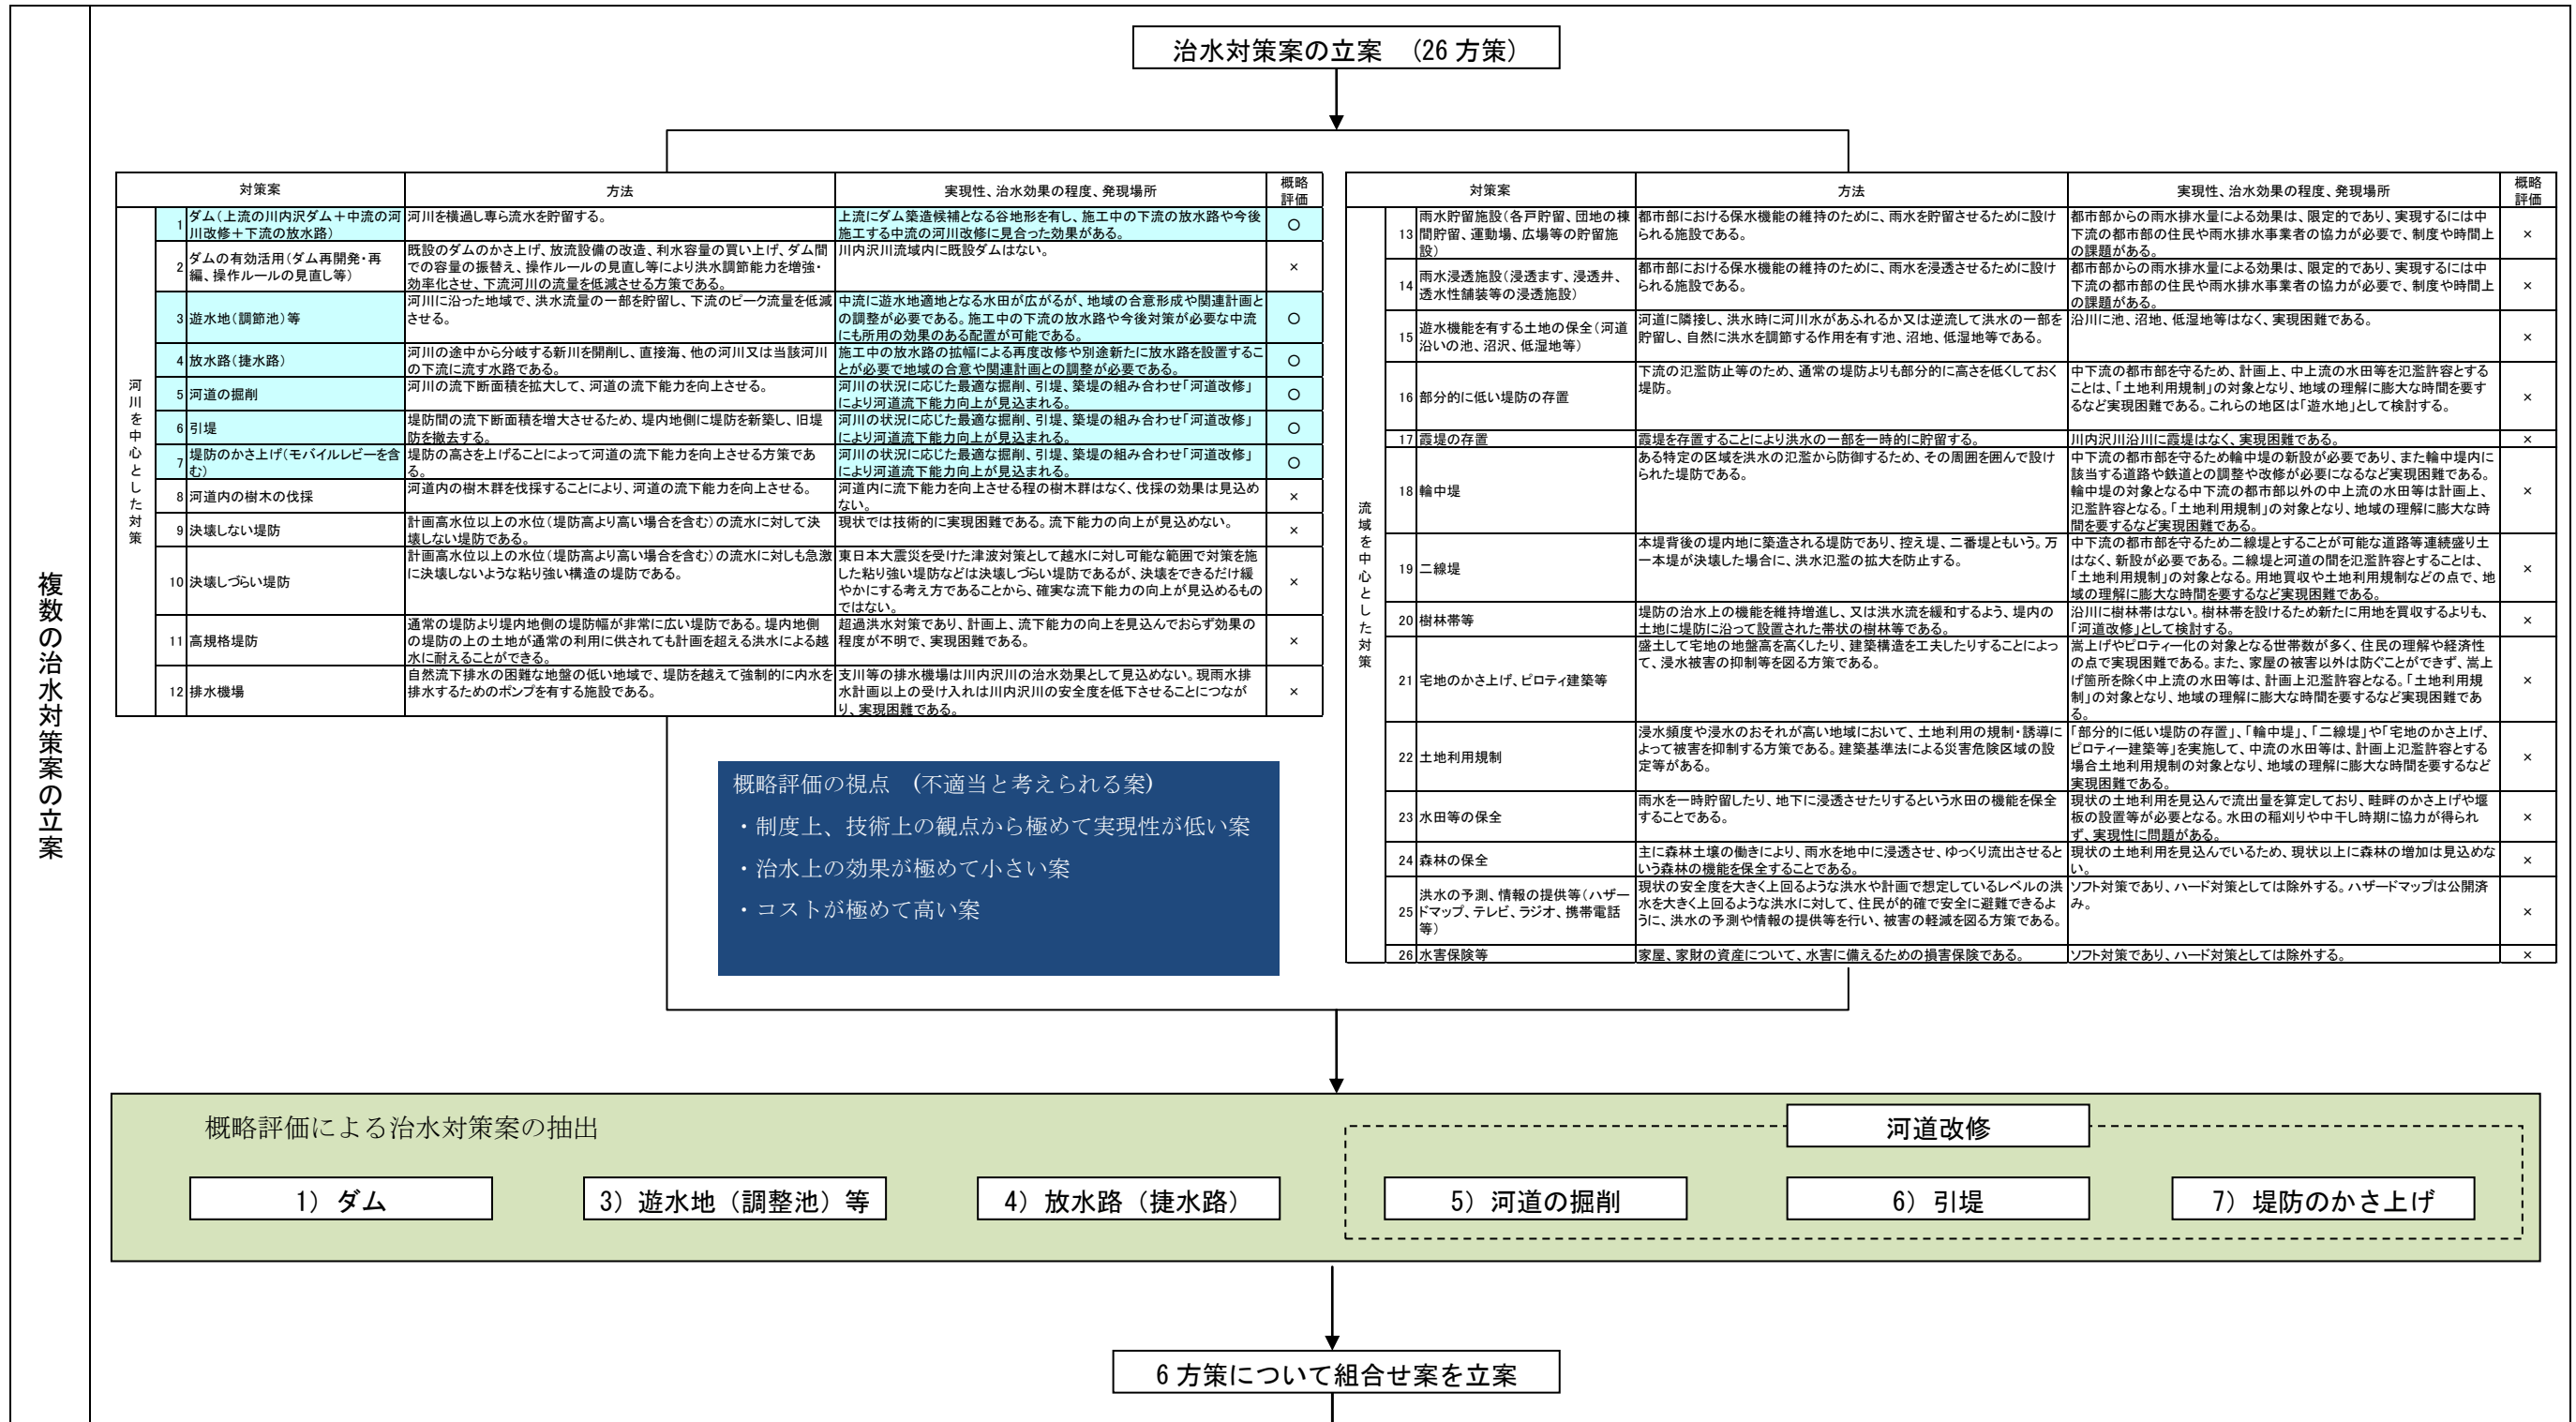 複数の治水対策案の立案
治水対策案の立案　（26 方策）
対策案
方法
実現性、治水効果の程度、発現場所
概略
評価
河川を中心とした対策
1
ダム（上流の川内沢ダム＋中流の河
川改修＋下流の放水路）
河川を横過し専ら流水を貯留する。
上流にダム築造候補となる谷地形を有し、施工中の下流の放水路や今後
施工する中流の河川改修に見合った効果がある。
○
2
ダムの有効活用（ダム再開発・再
編、操作ルールの見直し等）
既設のダムのかさ上げ、放流設備の改造、利水容量の買い上げ、ダム間
での容量の振替え、操作ルールの見直し等により洪水調節能力を増強・
効率化させ、下流河川の流量を低減させる方策である。
川内沢川流域内に既設ダムはない。
×
3
遊水地（調節池）等
河川に沿った地域で、洪水流量の一部を貯留し、下流のピーク流量を低減
させる。
中流に遊水地適地となる水田が広がるが、地域の合意形成や関連計画と
の調整が必要である。施工中の下流の放水路や今後対策が必要な中流
にも所用の効果のある配置が可能である。
○
4
放水路（捷水路）
河川の途中から分岐する新川を開削し、直接海、他の河川又は当該河川
の下流に流す水路である。
施工中の放水路の拡幅による再度改修や別途新たに放水路を設置するこ
とが必要で地域の合意や関連計画との調整が必要である。
○
5
河道の掘削
河川の流下断面積を拡大して、河道の流下能力を向上させる。
河川の状況に応じた最適な掘削、引堤、築堤の組み合わせ「河道改修」
により河道流下能力向上が見込まれる。
○
6
引堤
堤防間の流下断面積を増大させるため、堤内地側に堤防を新築し、旧堤
防を撤去する。
河川の状況に応じた最適な掘削、引堤、築堤の組み合わせ「河道改修」
により河道流下能力向上が見込まれる。
○
7
堤防のかさ上げ（モバイルレビーを含
む）
堤防の高さを上げることによって河道の流下能力を向上させる方策であ
る。
河川の状況に応じた最適な掘削、引堤、築堤の組み合わせ「河道改修」
により河道流下能力向上が見込まれる。
○
8
河道内の樹木の伐採
河道内の樹木群を伐採することにより、河道の流下能力を向上させる。
河道内に流下能力を向上させる程の樹木群はなく、伐採の効果は見込め
ない。
×
9
決壊しない堤防
計画高水位以上の水位（堤防高より高い場合を含む）の流水に対して決
壊しない堤防である。
現状では技術的に実現困難である。流下能力の向上が見込めない。
×
10
決壊しづらい堤防
計画高水位以上の水位（堤防高より高い場合を含む）の流水に対しも急激
に決壊しないような粘り強い構造の堤防である。
東日本大震災を受けた津波対策として越水に対し可能な範囲で対策を施
した粘り強い堤防などは決壊しづらい堤防であるが、決壊をできるだけ緩
やかにする考え方であることから、確実な流下能力の向上が見込めるもの
ではない。
×
11
高規格堤防
通常の堤防より堤内地側の堤防幅が非常に広い堤防である。堤内地側
の堤防の上の土地が通常の利用に供されても計画を超える洪水による越
水に耐えることができる。
超過洪水対策であり、計画上、流下能力の向上を見込んでおらず効果の
程度が不明で、実現困難である。
×
12
排水機場
自然流下排水の困難な地盤の低い地域で、堤防を越えて強制的に内水を
排水するためのポンプを有する施設である。
支川等の排水機場は川内沢川の治水効果として見込めない。現雨水排
水計画以上の受け入れは川内沢川の安全度を低下させることにつなが
り、実現困難である。
×
対策案
方法
実現性、治水効果の程度、発現場所
概略
評価
流域を中心とした対策
13
雨水貯留施設（各戸貯留、団地の棟
間貯留、運動場、広場等の貯留施
設）
都市部における保水機能の維持のために、雨水を貯留させるために設け
られる施設である。
都市部からの雨水排水量による効果は、限定的であり、実現するには中
下流の都市部の住民や雨水排水事業者の協力が必要で、制度や時間上
の課題がある。
×
14
雨水浸透施設（浸透ます、浸透井、
透水性舗装等の浸透施設）
都市部における保水機能の維持のために、雨水を浸透させるために設け
られる施設である。
都市部からの雨水排水量による効果は、限定的であり、実現するには中
下流の都市部の住民や雨水排水事業者の協力が必要で、制度や時間上
の課題がある。
×
15
遊水機能を有する土地の保全（河道
沿いの池、沼沢、低湿地等）
河道に隣接し、洪水時に河川水があふれるか又は逆流して洪水の一部を
貯留し、自然に洪水を調節する作用を有す池、沼地、低湿地等である。
沿川に池、沼地、低湿地等はなく、実現困難である。
×
16
部分的に低い堤防の存置
下流の氾濫防止等のため、通常の堤防よりも部分的に高さを低くしておく
堤防。
中下流の都市部を守るため、計画上、中上流の水田等を氾濫許容とする
ことは、「土地利用規制」の対象となり、地域の理解に膨大な時間を要す
るなど実現困難である。これらの地区は「遊水地」として検討する。
×
17
霞堤の存置
霞堤を存置することにより洪水の一部を一時的に貯留する。
川内沢川沿川に霞堤はなく、実現困難である。
×
18
輪中堤
ある特定の区域を洪水の氾濫から防御するため、その周囲を囲んで設け
られた堤防である。
中下流の都市部を守るため輪中堤の新設が必要であり、また輪中堤内に
該当する道路や鉄道との調整や改修が必要になるなど実現困難である。
輪中堤の対象となる中下流の都市部以外の中上流の水田等は計画上、
氾濫許容となる。「土地利用規制」の対象となり、地域の理解に膨大な時
間を要するなど実現困難である。
×
19
二線堤
本堤背後の堤内地に築造される堤防であり、控え堤、二番堤ともいう。万
一本堤が決壊した場合に、洪水氾濫の拡大を防止する。
中下流の都市部を守るため二線堤とすることが可能な道路等連続盛り土
はなく、新設が必要である。二線堤と河道の間を氾濫許容とすることは、
「土地利用規制」の対象となる。用地買収や土地利用規制などの点で、地
域の理解に膨大な時間を要するなど実現困難である。
×
20
樹林帯等
堤防の治水上の機能を維持増進し、又は洪水流を緩和するよう、堤内の
土地に堤防に沿って設置された帯状の樹林等である。
沿川に樹林帯はない。樹林帯を設けるため新たに用地を買収するよりも、
「河道改修」として検討する。
×
21
宅地のかさ上げ、ピロティ建築等
盛土して宅地の地盤高を高くしたり、建築構造を工夫したりすることによっ
て、浸水被害の抑制等を図る方策である。
嵩上げやピロティー化の対象となる世帯数が多く、住民の理解や経済性
の点で実現困難である。また、家屋の被害以外は防ぐことができず、嵩上
げ箇所を除く中上流の水田等は、計画上氾濫許容となる。「土地利用規
制」の対象となり、地域の理解に膨大な時間を要するなど実現困難であ
る。
×
22
土地利用規制
浸水頻度や浸水のおそれが高い地域において、土地利用の規制・誘導に
よって被害を抑制する方策である。建築基準法による災害危険区域の設
定等がある。
「部分的に低い堤防の存置」、「輪中堤」、「二線堤」や「宅地のかさ上げ、
ピロティー建築等」を実施して、中流の水田等は、計画上氾濫許容とする
場合土地利用規制の対象となり、地域の理解に膨大な時間を要するなど
実現困難である。
×
23
水田等の保全
雨水を一時貯留したり、地下に浸透させたりするという水田の機能を保全
することである。
現状の土地利用を見込んで流出量を算定しており、畦畔のかさ上げや堰
板の設置等が必要となる。水田の稲刈りや中干し時期に協力が得られ
ず、実現性に問題がある。
×
24
森林の保全
主に森林土壌の働きにより、雨水を地中に浸透させ、ゆっくり流出させると
いう森林の機能を保全することである。
現状の土地利用を見込んでいるため、現状以上に森林の増加は見込めな
い。
×
25
洪水の予測、情報の提供等（ハザー
ドマップ、テレビ、ラジオ、携帯電話
等）
現状の安全度を大きく上回るような洪水や計画で想定しているレベルの洪
水を大きく上回るような洪水に対して、住民が的確で安全に避難できるよ
うに、洪水の予測や情報の提供等を行い、被害の軽減を図る方策である。
ソフト対策であり、ハード対策としては除外する。ハザードマップは公開済
み。
×
26
水害保険等
家屋、家財の資産について、水害に備えるための損害保険である。
ソフト対策であり、ハード対策としては除外する。
×
概略評価の視点　（不適当と考えられる案）
・制度上、技術上の観点から極めて実現性が低い案
・治水上の効果が極めて小さい案
・コストが極めて高い案
概略評価による治水対策案の抽出
河道改修
1）ダム
3）遊水地（調整池）等
4）放水路（捷水路）
5）河道の掘削
6）引堤
7）堤防のかさ上げ
6 方策について組合せ案を立案